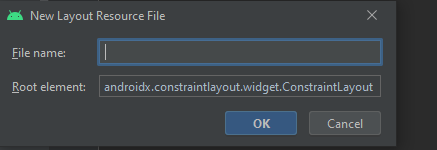 New Layout Resource File
File name:
Root element: androidx.constraintlayout.widget.ConstraintLayout
OK Cancel